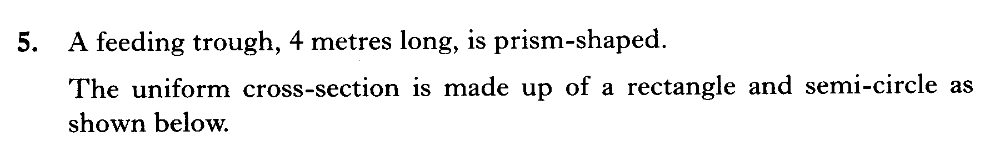 5. A feeding trough, 4 metres long, is prism-shaped.
The uniform cross-section is made up of a rectangle and semi-circle as
shown below.